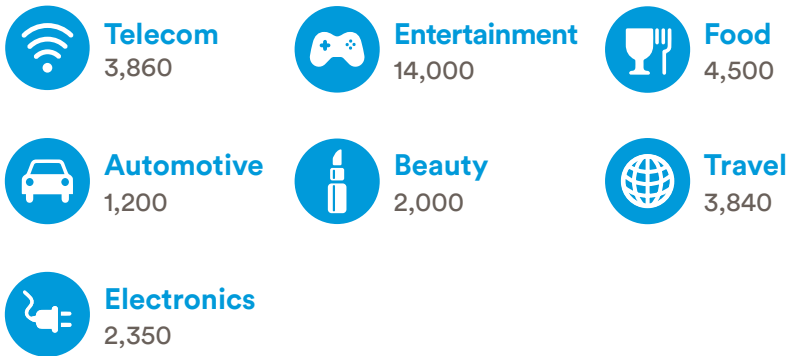 Telecom
3,860
Entertainment
14,000
Food
4,500
Automotive
1,200
Beauty
2,000
Travel
3,840
Electronics
2,350